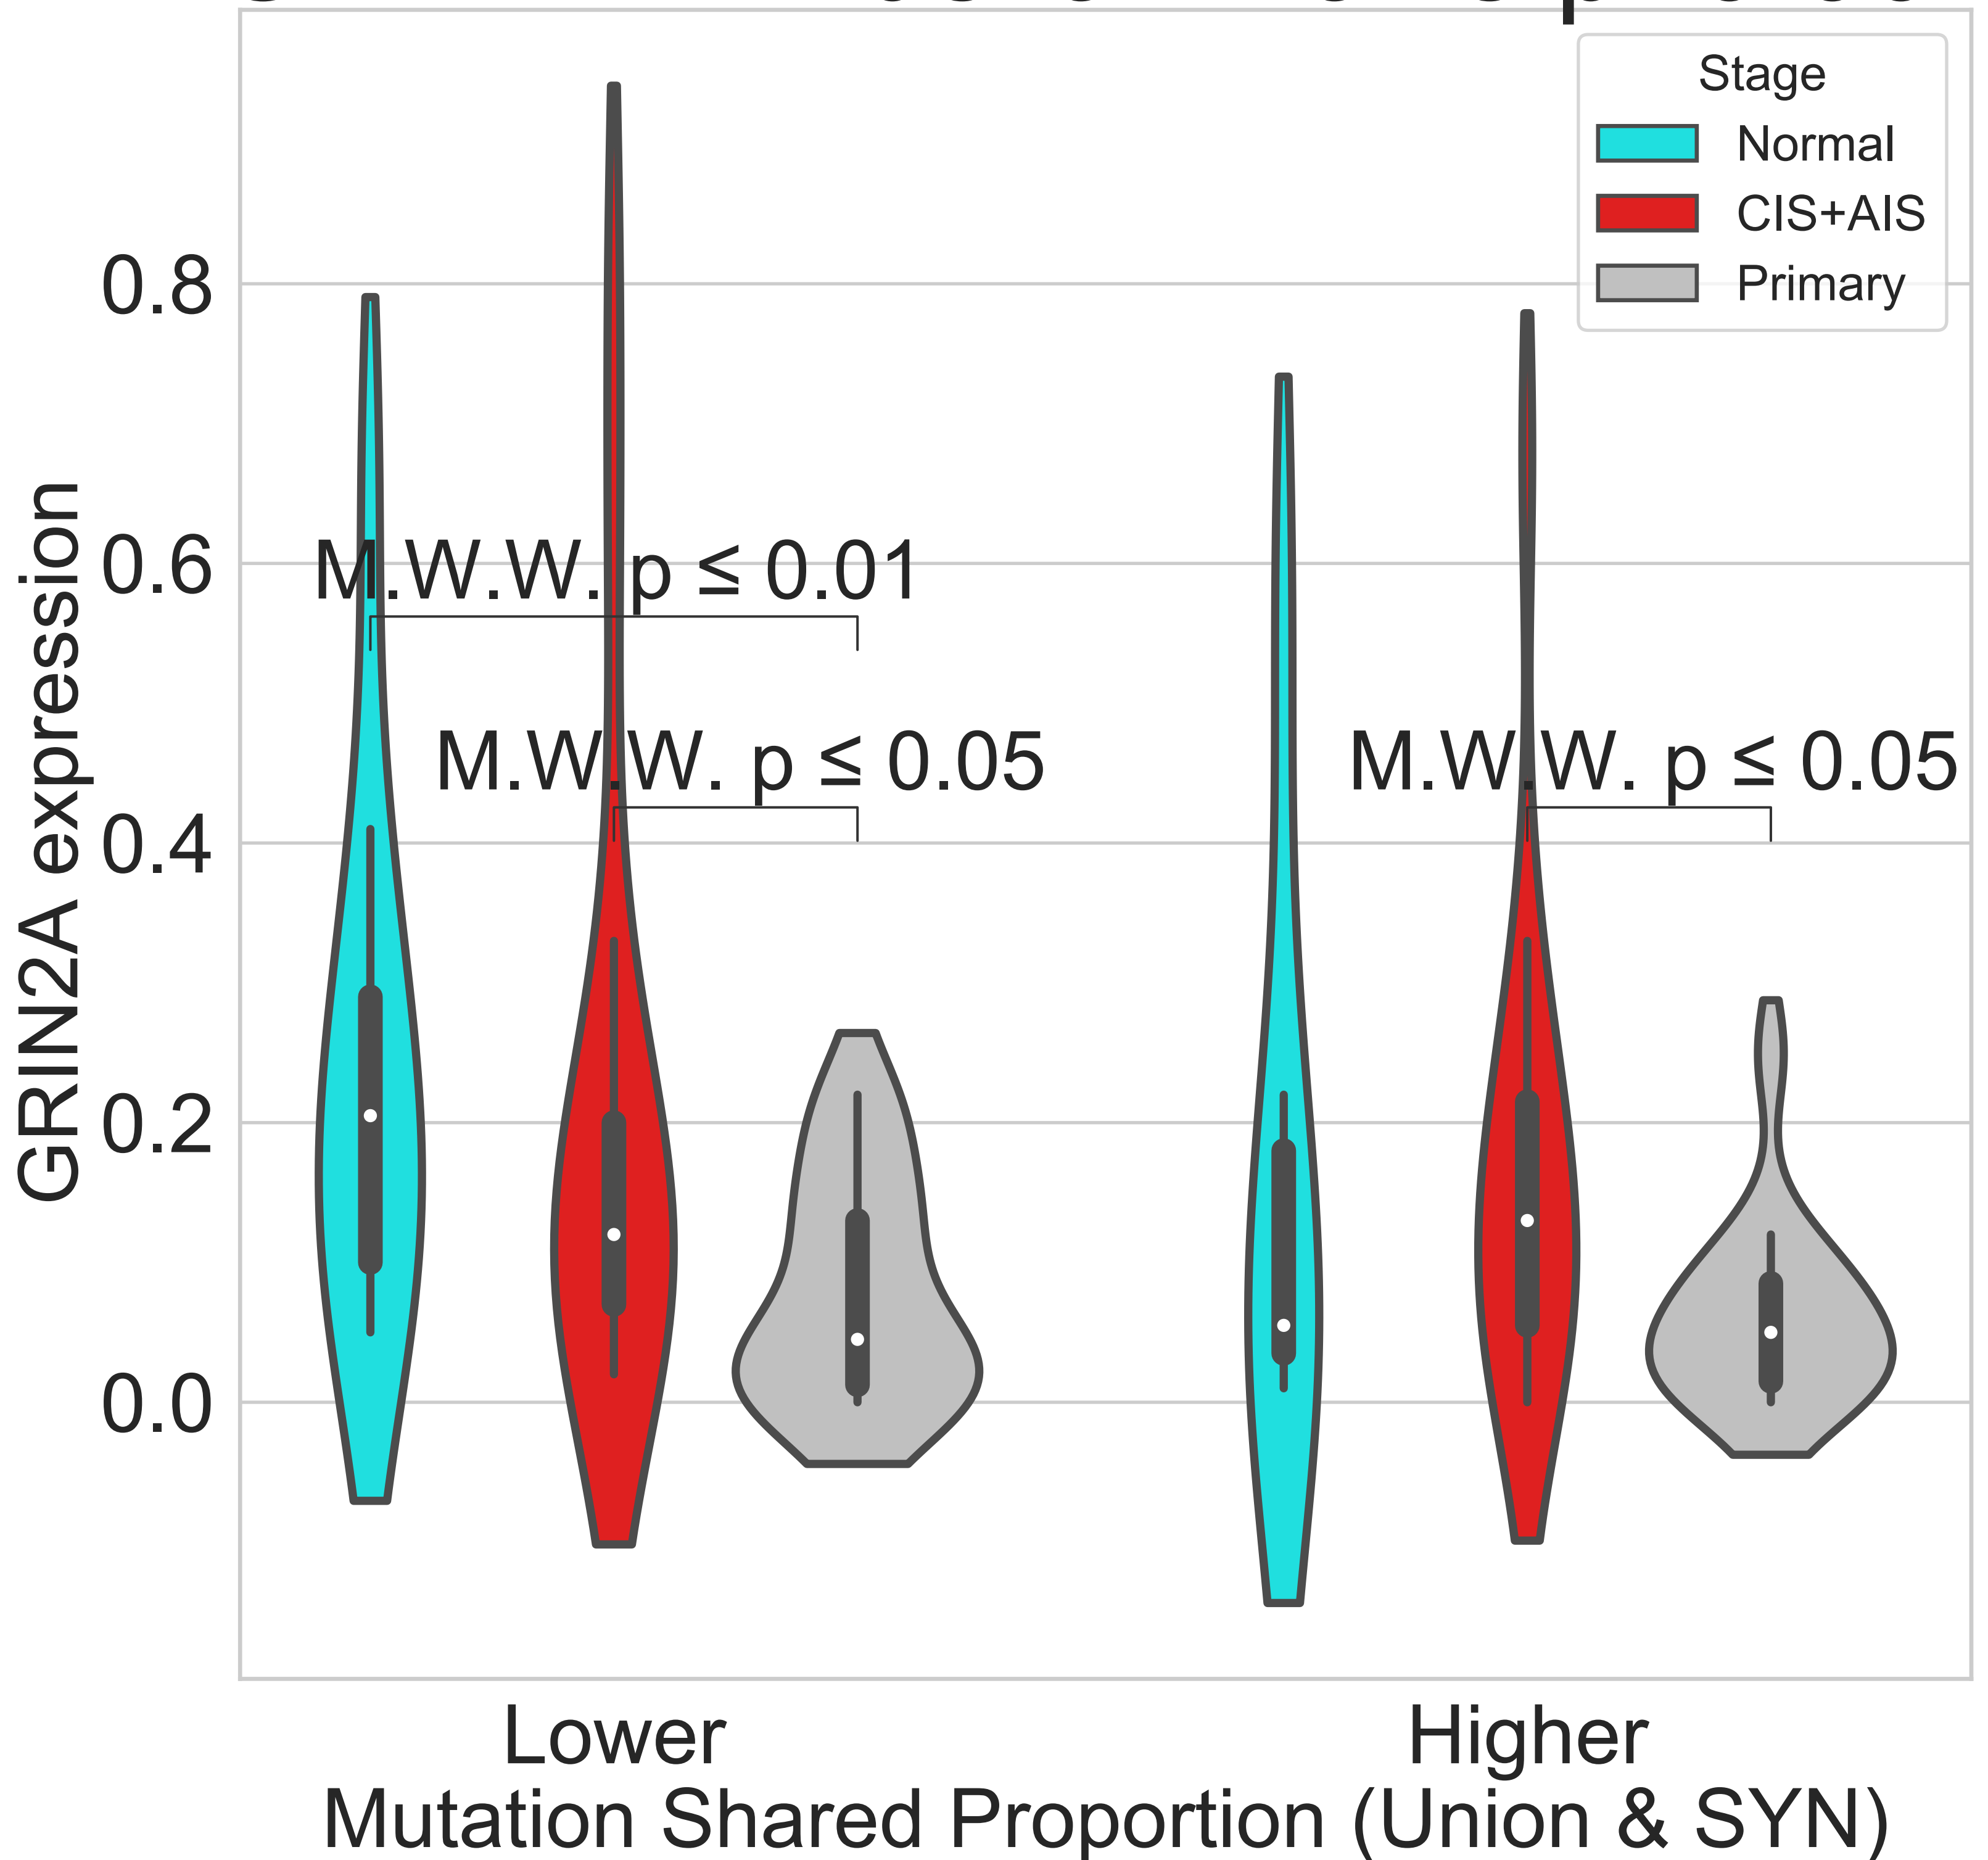 Stage
Normal
CIS+AIS
Primary
0.8
0.6
0.4
0.2
0.0
GRIN2A expression
M.W.W. p ≤ 0.01
M.W.W. p ≤ 0.05
M.W.W. p ≤ 0.05
Lower
Higher
Mutation Shared Proportion (Union & SYN)